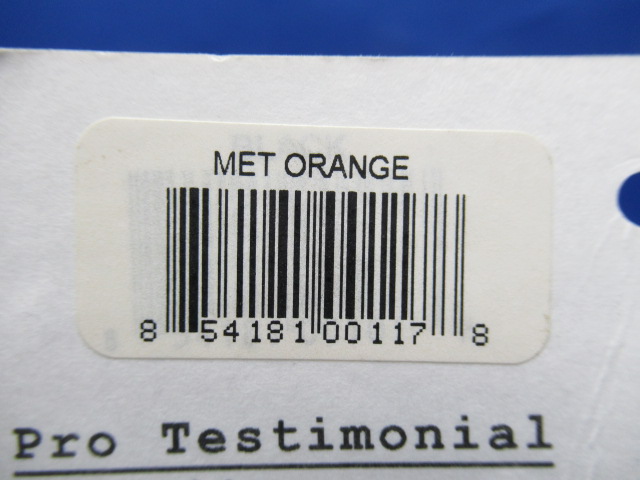 MET ORANGE
8 54181 00117 8
Pro Testimonial